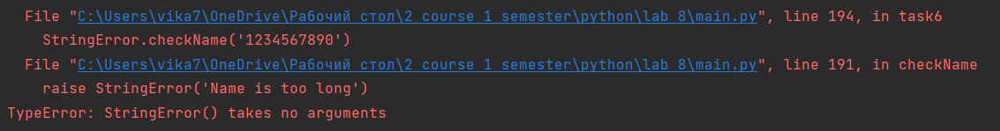 File "C:\Users\vika7\OneDrive\Рабочий стол\2 course 1 semester\python\lab 8\main.py", line 194, in task6
StringError.checkName('1234567890')
File "C:\Users\vika7\OneDrive\Рабочий стол\2 course 1 semester\python\lab 8\main.py", line 191, in checkName
raise StringError('Name is too long')
TypeError: StringError() takes no arguments